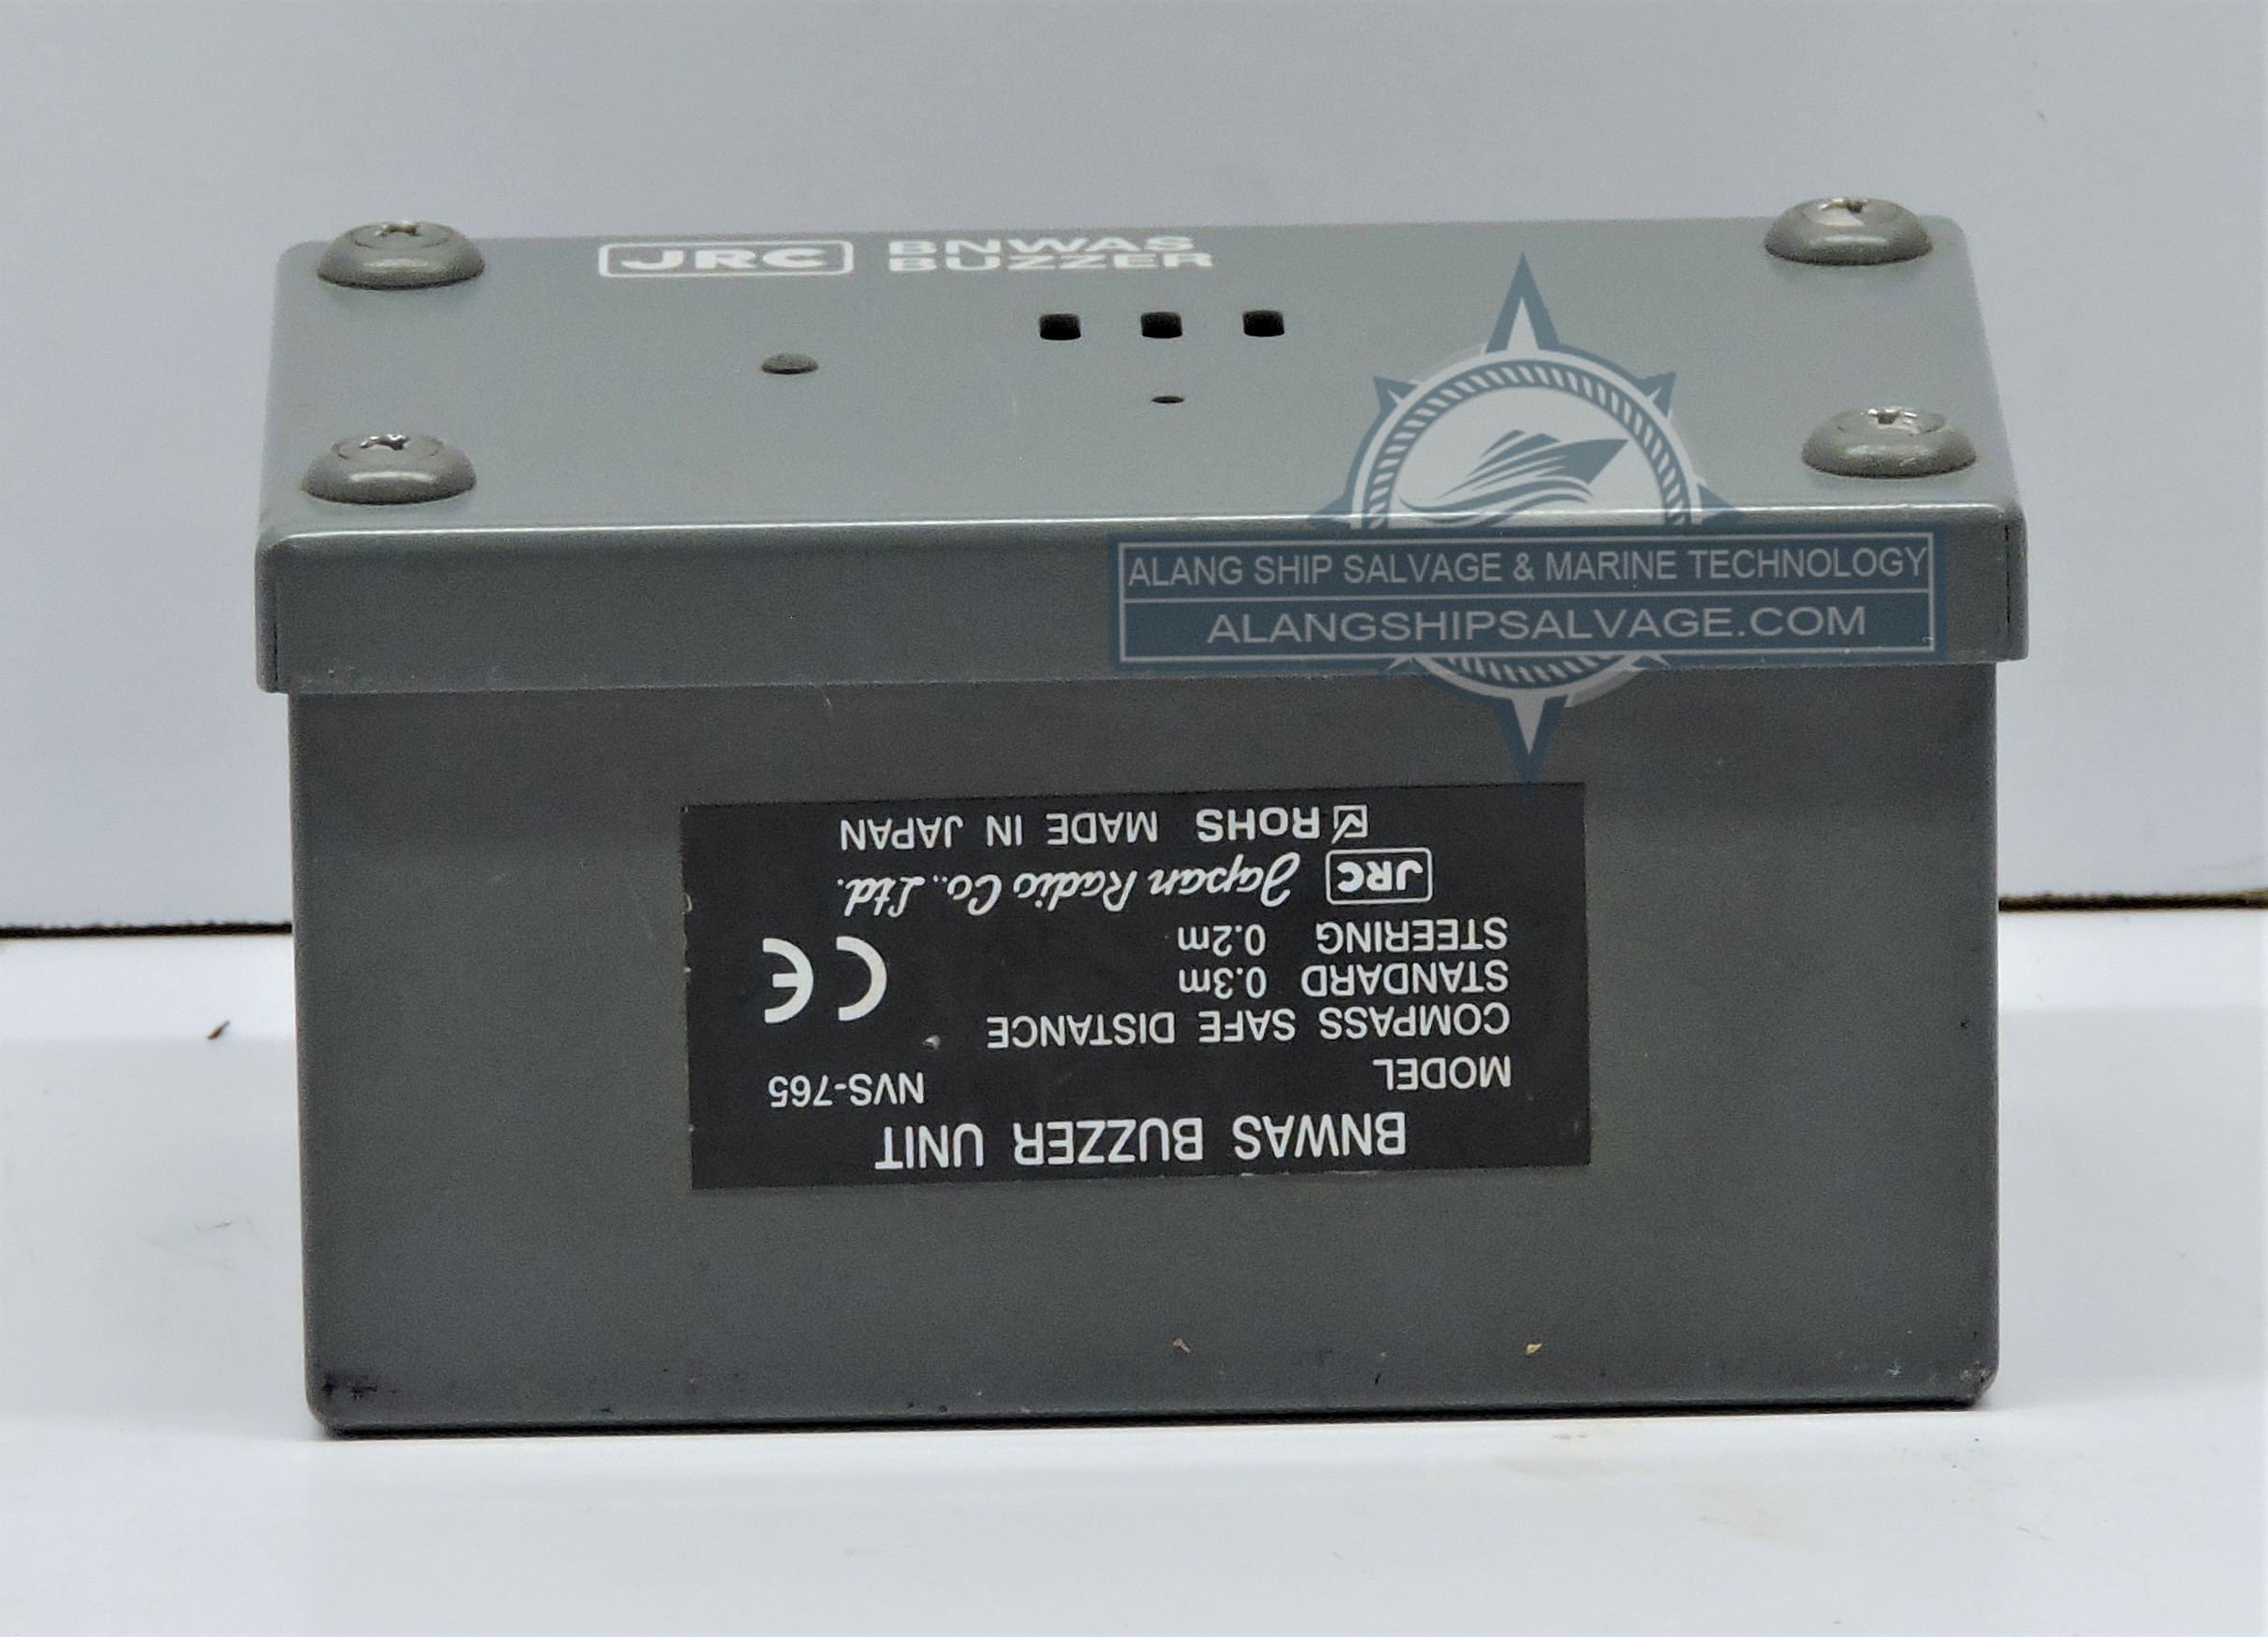 JRC BNWAS
BUZZER
ALANG SHIP SALVAGE & MARINE TECHNOLOGY
ALANGSHIPSALVAGE.COM
BNWAS BUZZER UNIT
MODEL NVS-765
COMPASS SAFE DISTANCE
STANDARD 0.3m
STEERING 0.2m
CE
JRC Japan Radio Co., Ltd.
ROHS MADE IN JAPAN